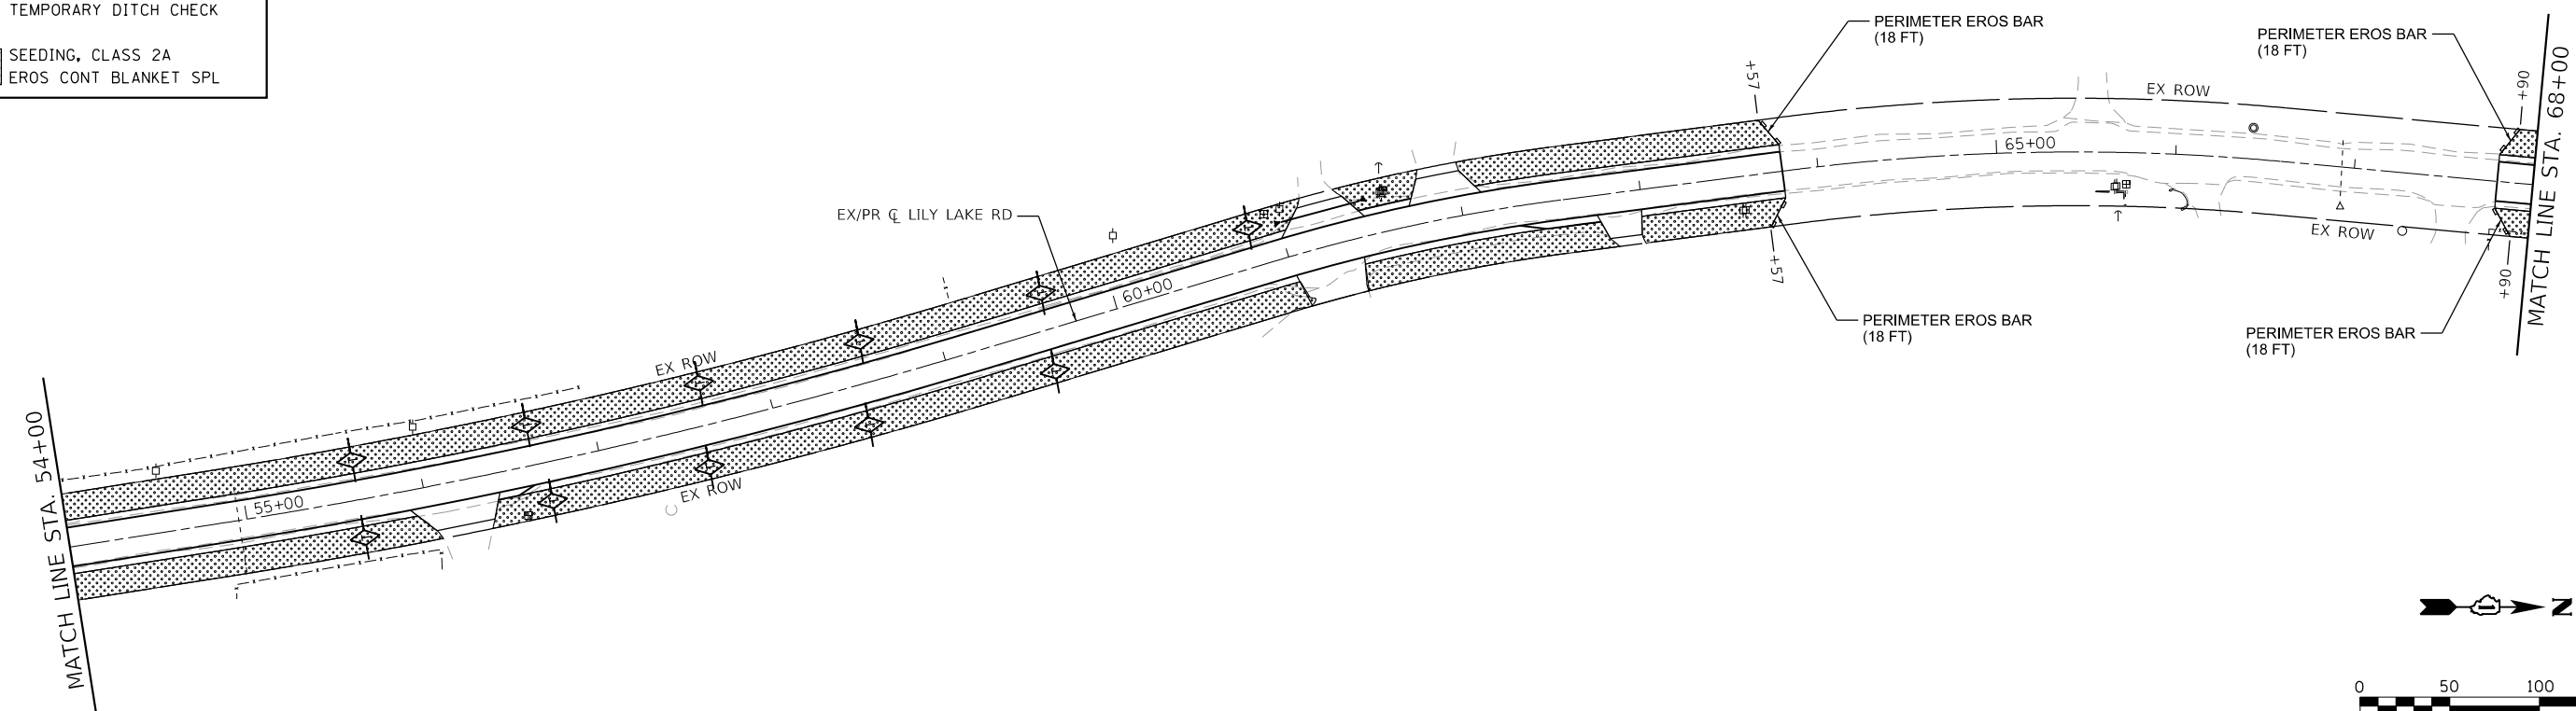 TEMPORARY DITCH CHECK
SEEDING, CLASS 2A
EROS CONT BLANKET SPL
PERIMETER EROS BAR
(18 FT)
PERIMETER EROS BAR
(18 FT)
+57
+90
EX ROW
MATCH LINE STA. 68+00
65+00
EX/PR ℄ LILY LAKE RD
EX ROW
60+00
+57
+90
PERIMETER EROS BAR
(18 FT)
PERIMETER EROS BAR
(18 FT)
EX ROW
EX ROW
55+00
MATCH LINE STA. 54+00
N
0 50 100